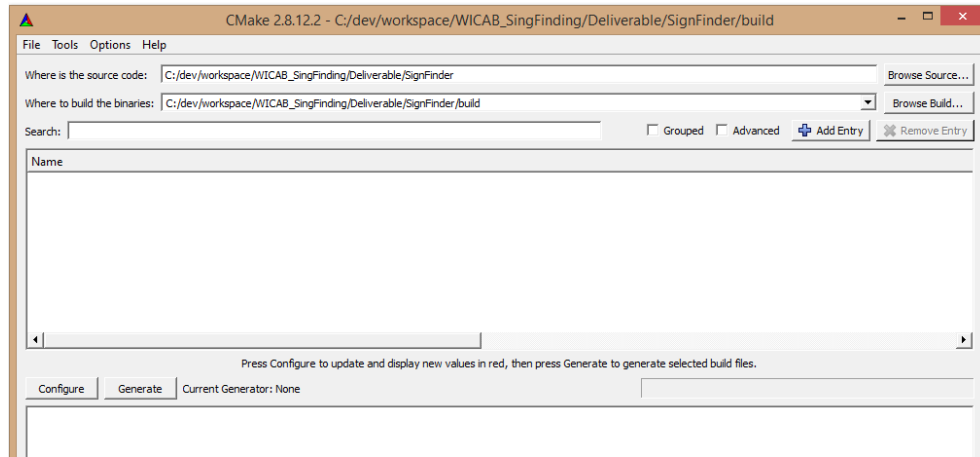 CMake 2.8.12.2 - C:/dev/workspace/WICAB_SingFinding/Deliverable/SignFinder/build
File Tools Options Help
Where is the source code: C:/dev/workspace/WICAB_SingFinding/Deliverable/SignFinder Browse Source...
Where to build the binaries: C:/dev/workspace/WICAB_SingFinding/Deliverable/SignFinder/build Browse Build...
Search: Grouped Advanced Add Entry Remove Entry
Name
Press Configure to update and display new values in red, then press Generate to generate selected build files.
Configure Generate Current Generator: None